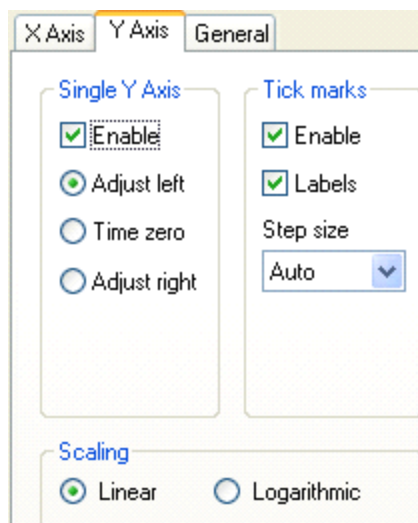 X Axis Y Axis General
Single Y Axis
Enable
Adjust left
Time zero
Adjust right
Tick marks
Enable
Labels
Step size
Auto
Scaling
Linear Logarithmic